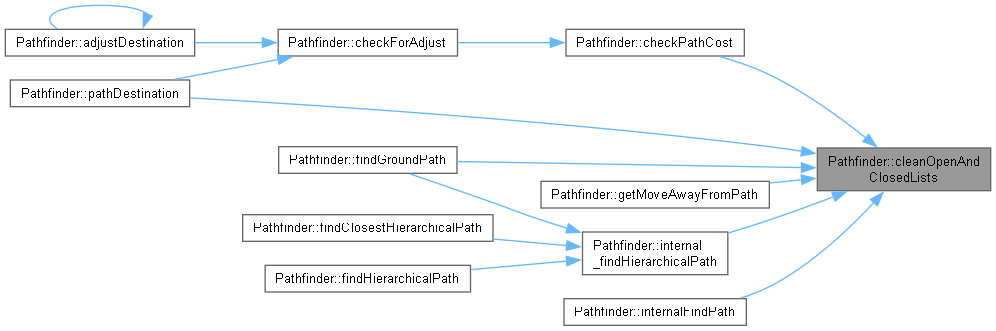 Pathfinder::adjustDestination
Pathfinder::checkForAdjust
Pathfinder::checkPathCost
Pathfinder::pathDestination
Pathfinder::findGroundPath
Pathfinder::cleanOpenAnd
ClosedLists
Pathfinder::getMoveAwayFromPath
Pathfinder::findClosestHierarchicalPath
Pathfinder::internal
_findHierarchicalPath
Pathfinder::findHierarchicalPath
Pathfinder::internalFindPath